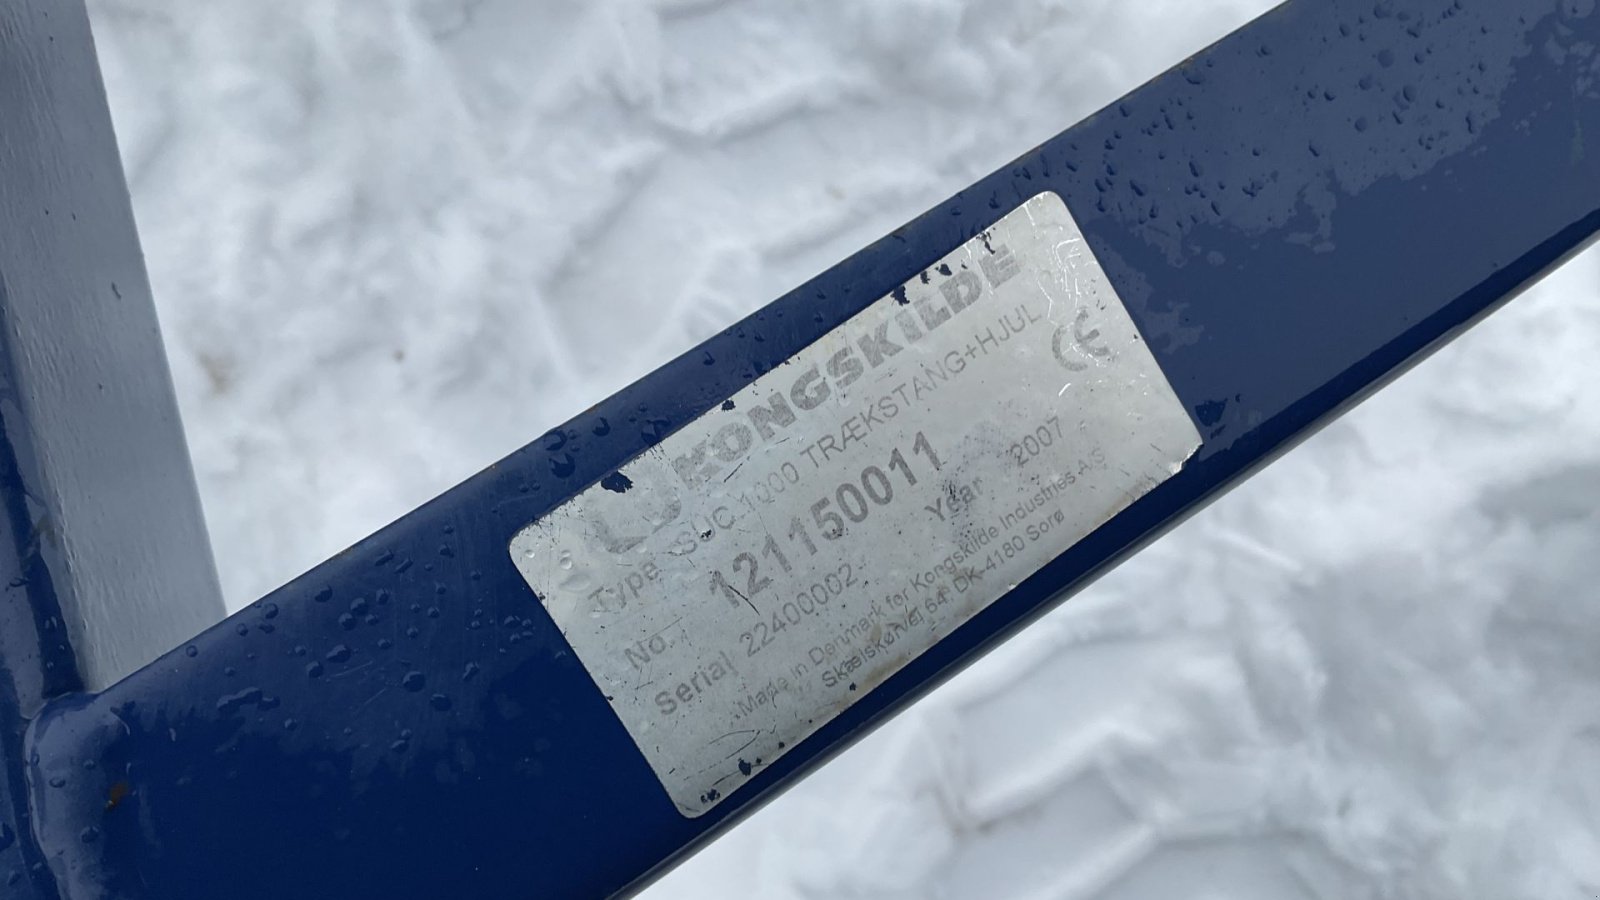 KONGSKILDE
Type SUC 1000 TRÆKSTANG+HJUL
No. 121150011
Serial 22400002 Year 2007
Made in Denmark for Kongskilde Industries A/S
Skælskørvej 64, DK-4180 Sorø
CE